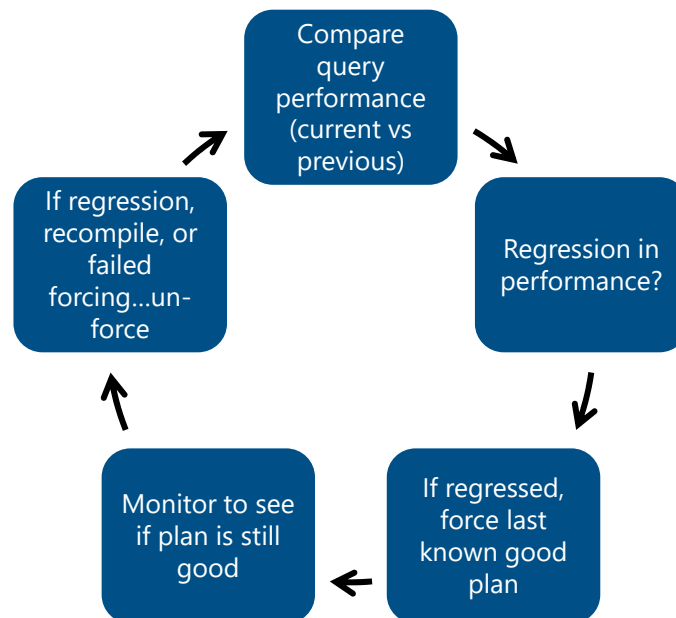 Compare
query
performance
(current vs
previous)
Regression in
performance?
If regressed,
force last
known good
plan
Monitor to see
if plan is still
good
If regression,
recompile, or
failed
forcing...un-
force